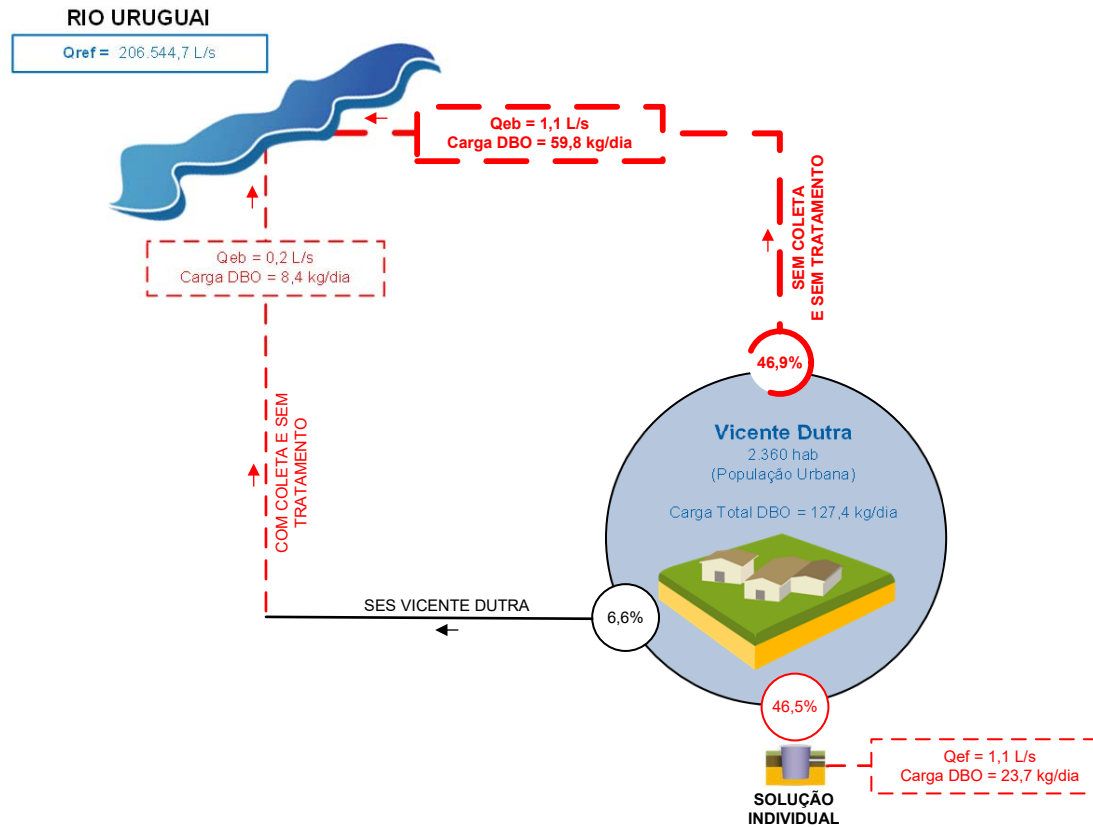 RIO URUGUAI
Qref = 206.544,7 L/s
Qeb = 1,1 L/s
Carga DBO = 59,8 kg/dia
SEM COLETA
E SEM TRATAMENTO
Qeb = 0,2 L/s
Carga DBO = 8,4 kg/dia
COM COLETA E SEM
TRATAMENTO
46,9%
Vicente Dutra
2.360 hab
(População Urbana)
Carga Total DBO = 127,4 kg/dia
SES VICENTE DUTRA
6,6%
46,5%
Qef = 1,1 L/s
Carga DBO = 23,7 kg/dia
SOLUÇÃO
INDIVIDUAL